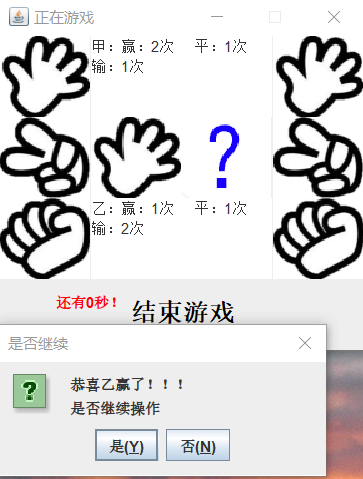 正在游戏
甲：赢：2次 平：1次
输：1次
?
乙：赢：1次 平：1次
输：2次
还有0秒！
结束游戏
是否继续
?
恭喜乙赢了！！！
是否继续操作
是(Y) 否(N)